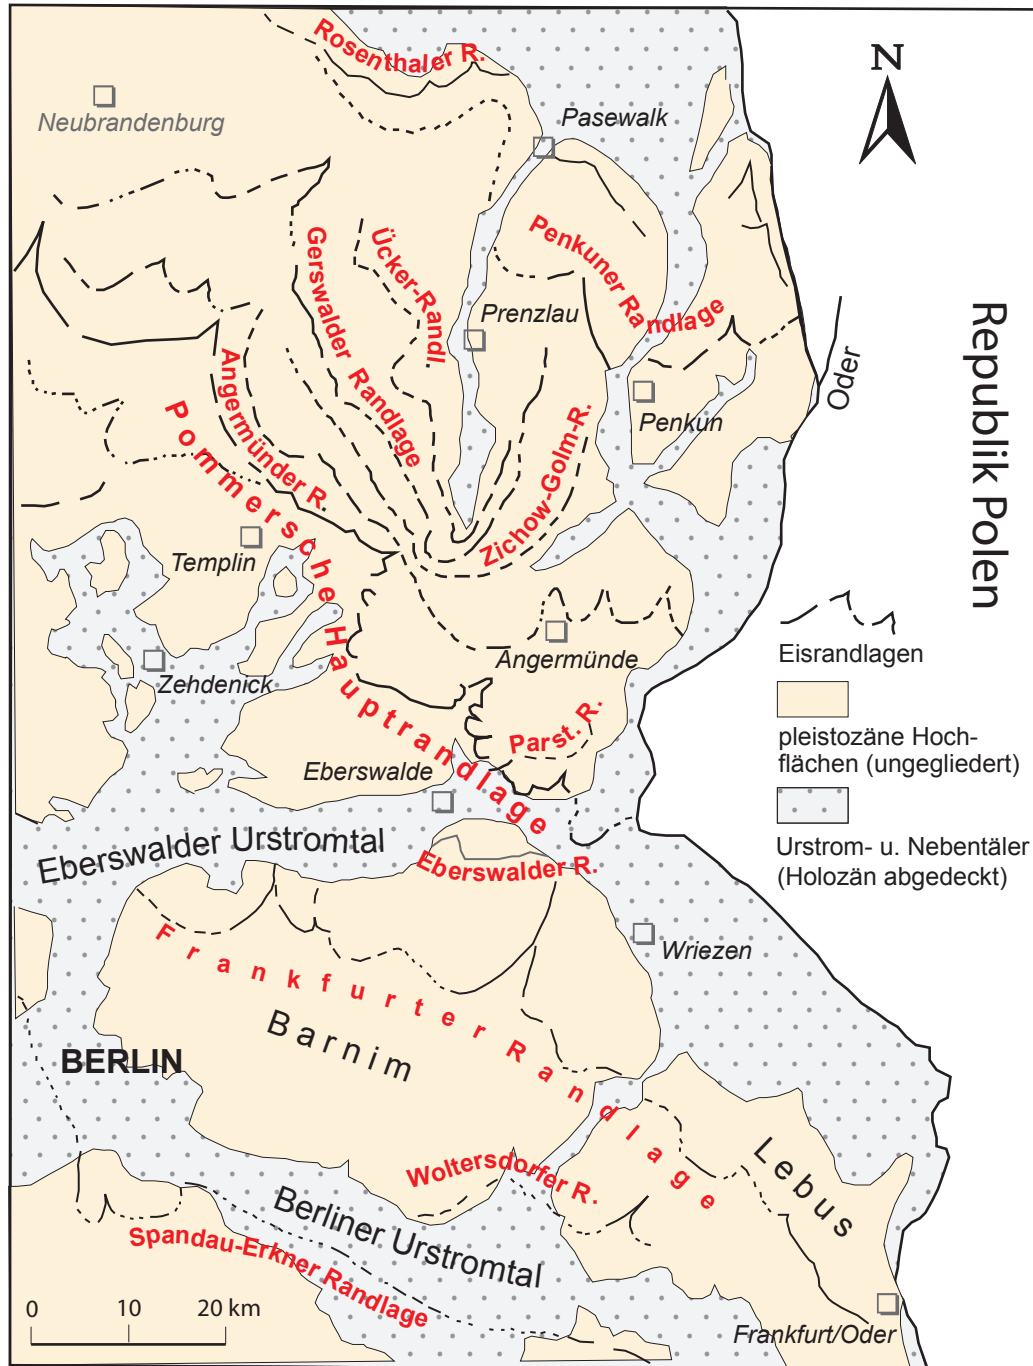 Rosenthaler R.
N
Neubrandenburg
Pasewalk
Penkuner Randlage
Ücker-Randl
Gerswalder Randlage
Prenzlau
Republik Polen
Oder
Angermünder R.
Penkun
Pommersche Hauptrandlage
Zichow-Golm-R.
Templin
Angermünde
Eisrandlagen
Zehdenick
Parst. R.
pleistozäne Hoch-
flächen (ungegliedert)
Eberswalde
Eberswalder Urstromtal
Urstrom- u. Nebentäler
(Holozän abgedeckt)
Eberswalder R.
Wriezen
Frankfurter Randlage
Barnim
BERLIN
Lebus
Woltersdorfer R.
Berliner Urstromtal
Spandau-Erkner Randlage
0 10 20 km
Frankfurt/Oder